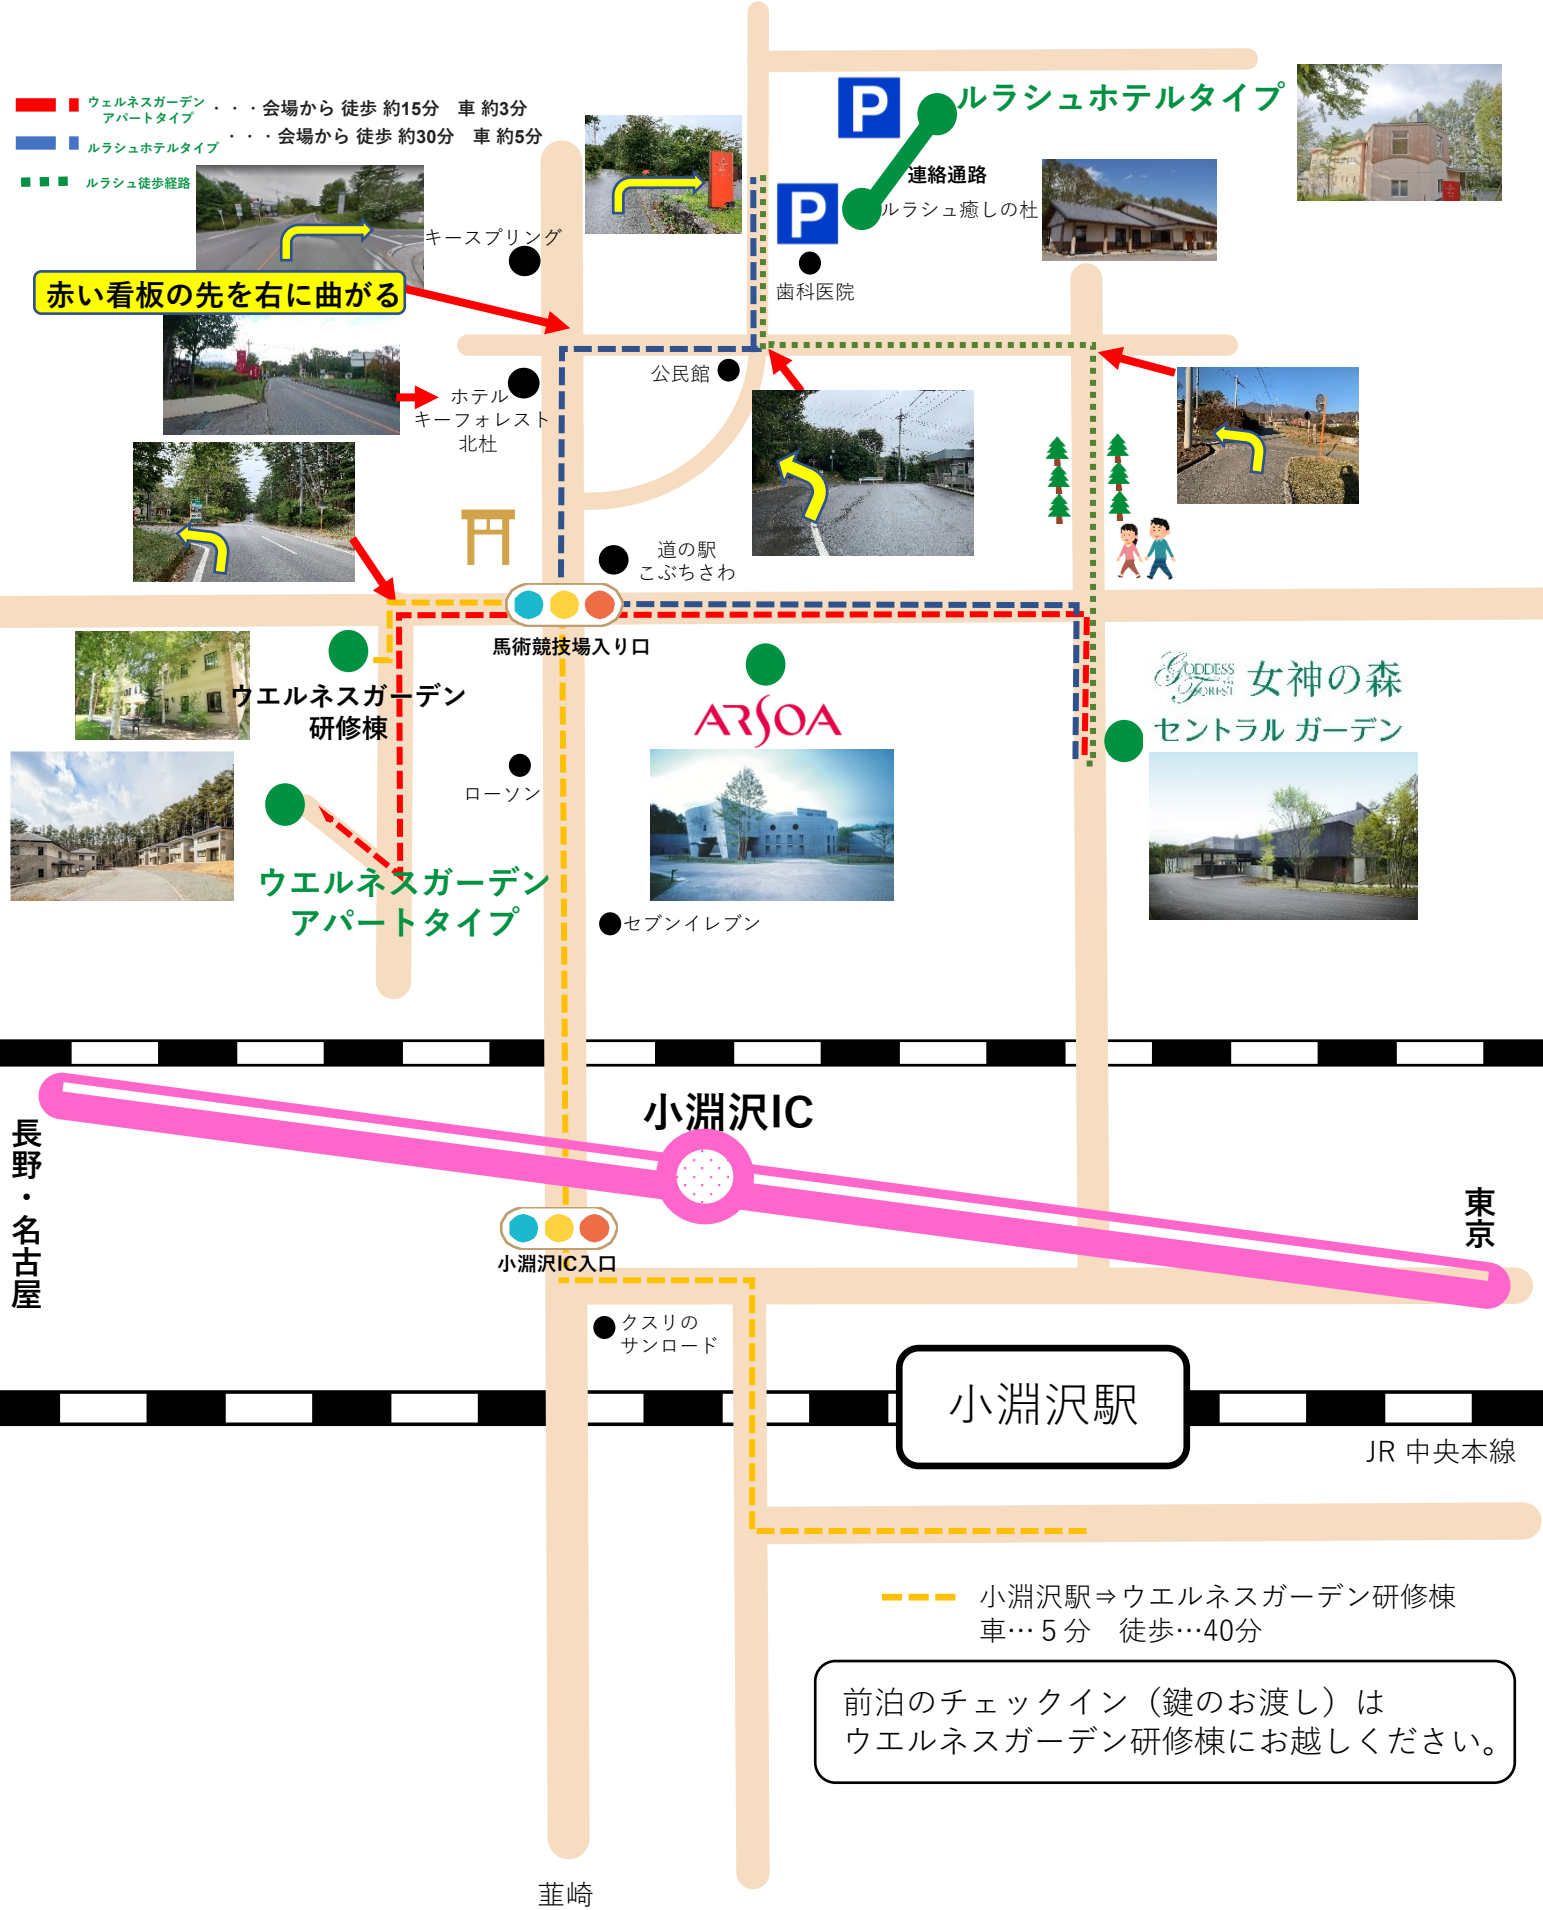 ウェルネスガーデン
アパートタイプ
・・・会場から 徒歩 約15分　車 約3分
ルラシュホテルタイプ
・・・会場から 徒歩 約30分　車 約5分
ルラシュ徒歩経路
P
ルラシュホテルタイプ
連絡通路
P
ルラシュ癒しの杜
キースプリング
歯科医院
赤い看板の先を右に曲がる
公民館
ホテル
キーフォレスト
北杜
道の駅
こぶちさわ
馬術競技場入り口
GODDESS
FOREST
女神の森
セントラル ガーデン
ウエルネスガーデン
研修棟
ARSOA
ローソン
ウエルネスガーデン
アパートタイプ
セブンイレブン
小淵沢IC
長野・名古屋
東京
小淵沢IC入口
クスリの
サンロード
小淵沢駅
JR 中央本線
小淵沢駅⇒ウエルネスガーデン研修棟
車…５分　徒歩…40分
前泊のチェックイン（鍵のお渡し）は
ウエルネスガーデン研修棟にお越しください。
韮崎